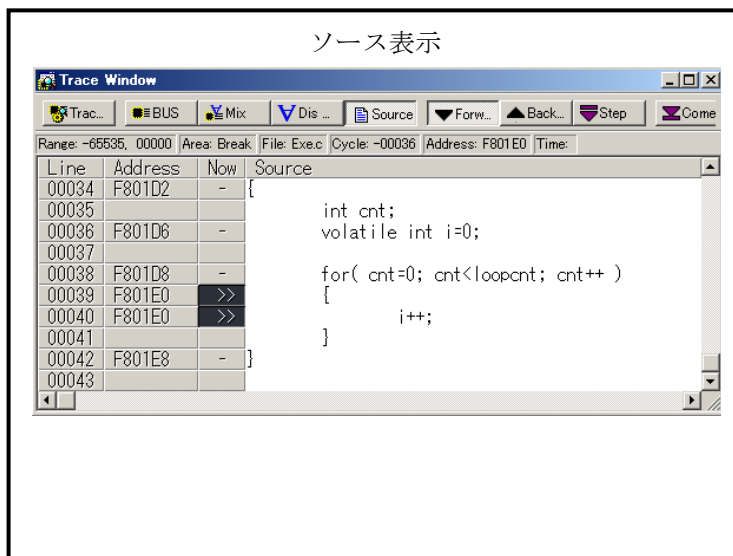 ソース表示
Trace Window
Trac... BUS Mix Dis ... Source Forw... Back... Step Come
Range: -65535, 00000 Area: Break File: Exe.c Cycle: -00036 Address: F801E0 Time:
Line Address Now Source
00034 F801D2 - {
00035 int cnt;
00036 F801D6 - volatile int i=0;
00037
00038 F801D8 - for( cnt=0; cnt<loopcnt; cnt++ )
00039 F801E0 >> {
00040 F801E0 >> i++;
00041 }
00042 F801E8 - }
00043